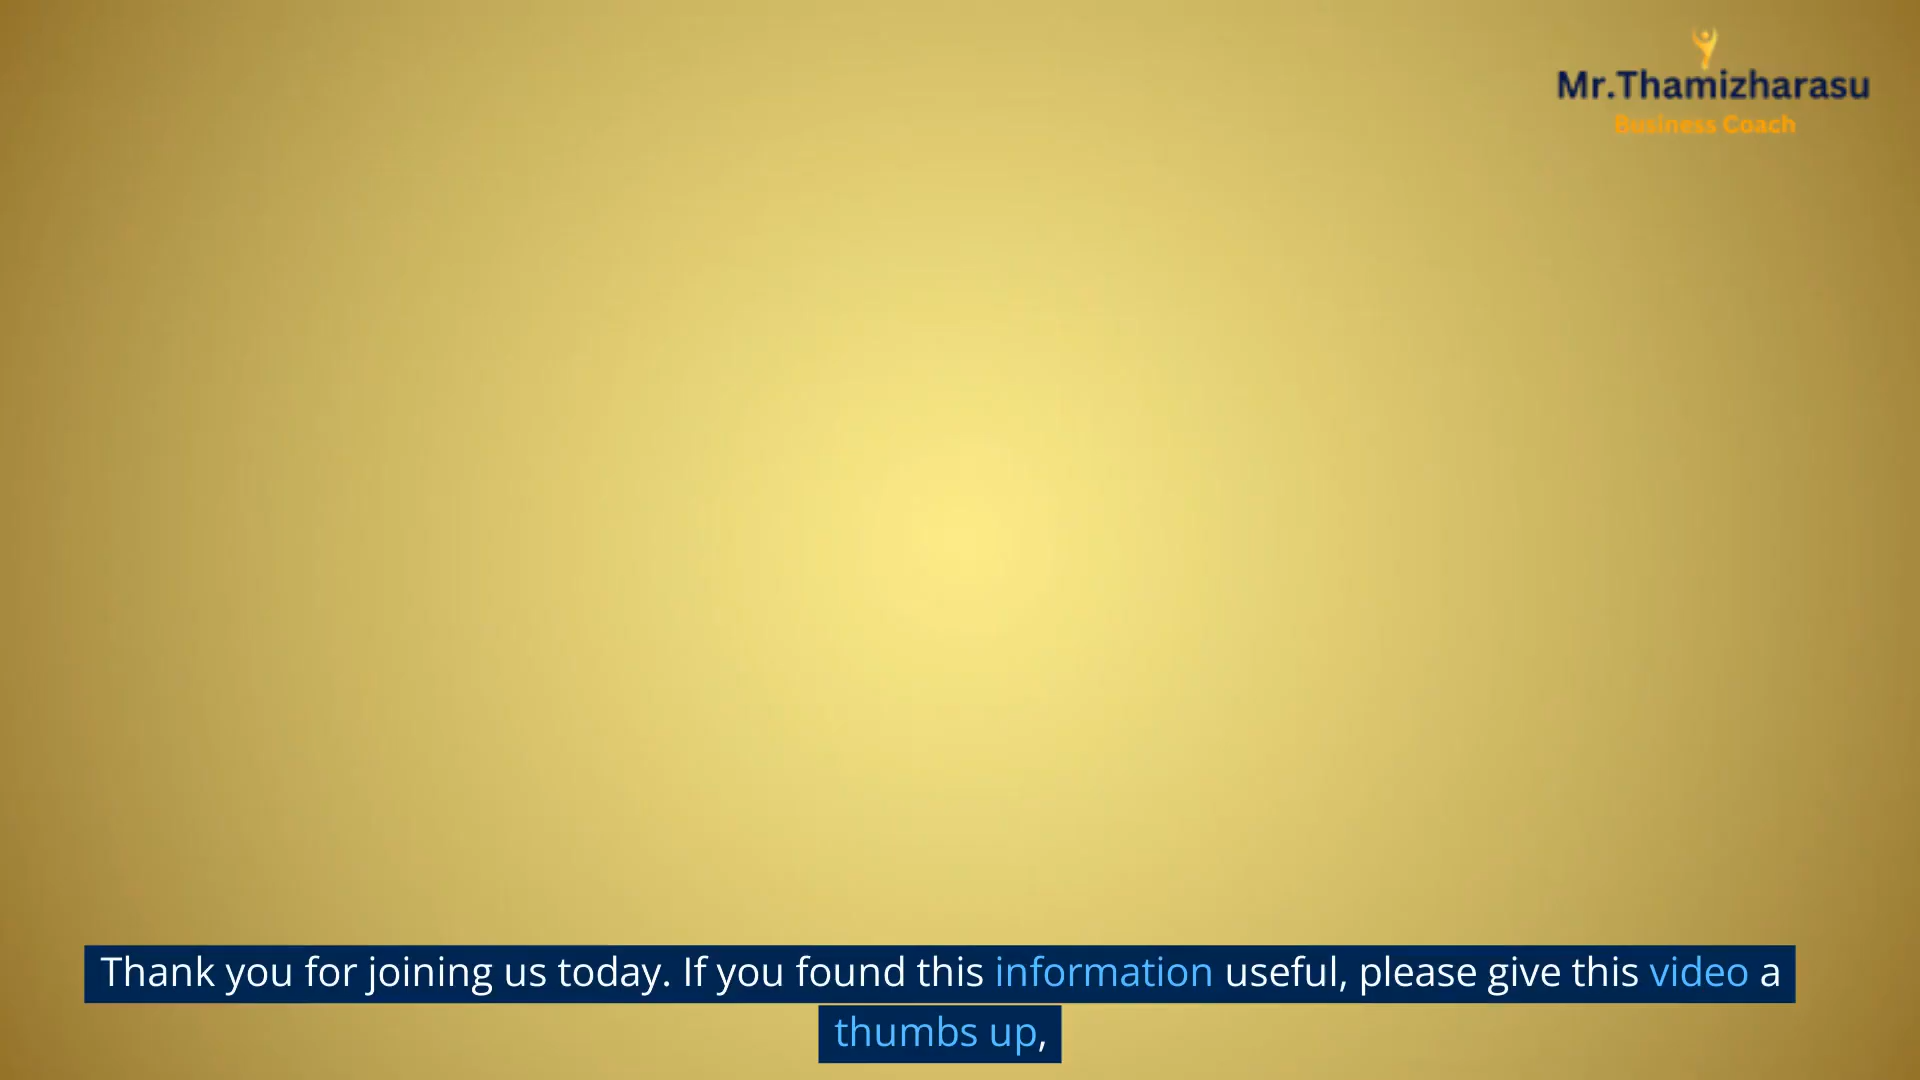 Mr.Thamizharasu
Business Coach
Thank you for joining us today. If you found this information useful, please give this video a
thumbs up,